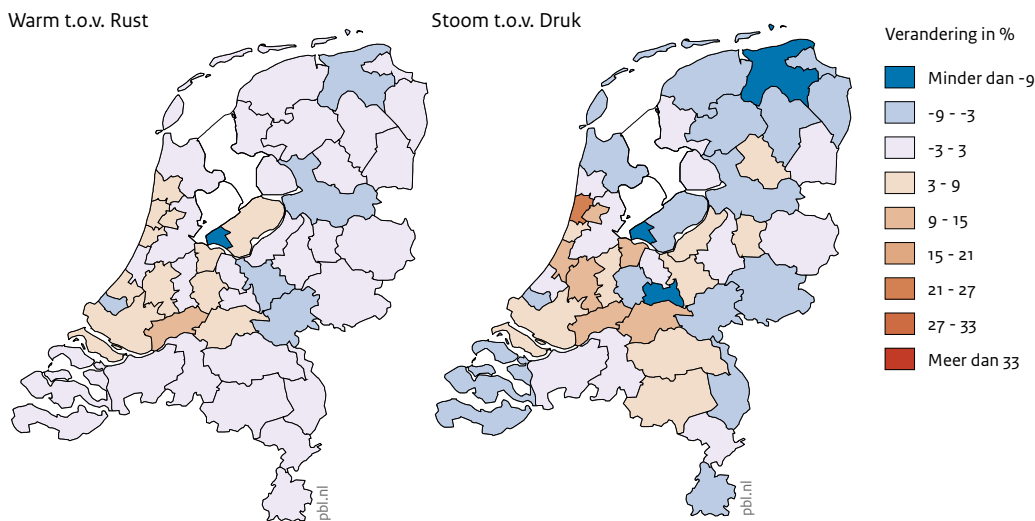 Warm t.o.v. Rust
Stoom t.o.v. Druk
Verandering in %
Minder dan -9
-9 - -3
-3 - 3
3 - 9
9 - 15
15 - 21
21 - 27
27 - 33
Meer dan 33
pbl.nl
pbl.nl